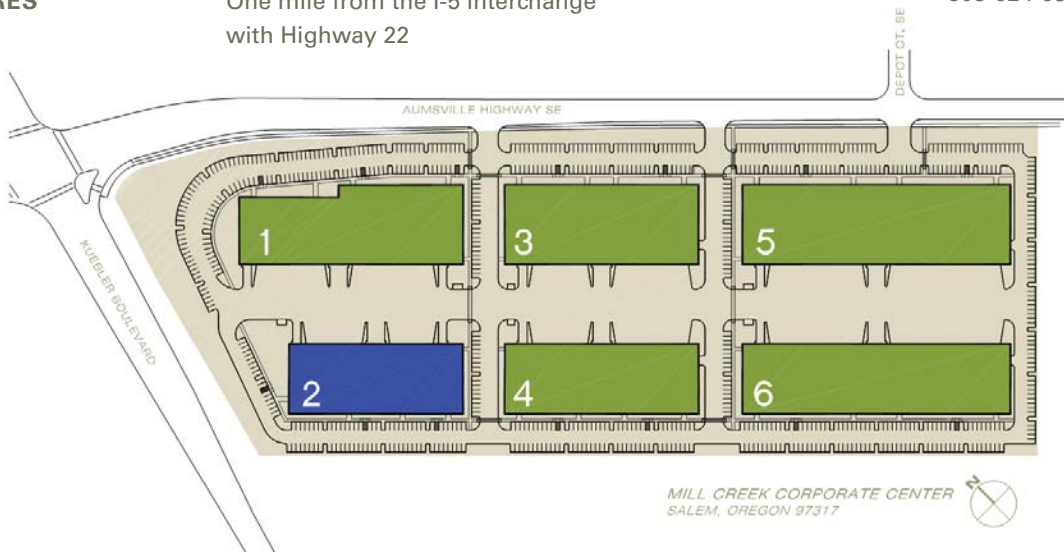 One mile from the I-5 interchange
with Highway 22
DEPOT CT. SE
AUMSVILLE HIGHWAY SE
KUEBLER BOULEVARD
1
3
5
2
4
6
N
MILL CREEK CORPORATE CENTER
SALEM, OREGON 97317